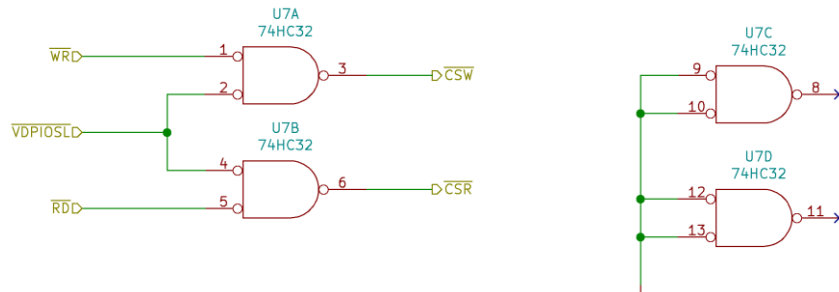 U7A
74HC32
WR
1
2
3
CSW
VDPIOSL
U7B
74HC32
4
5
6
CSR
RD
U7C
74HC32
9
10
8
U7D
74HC32
12
13
11